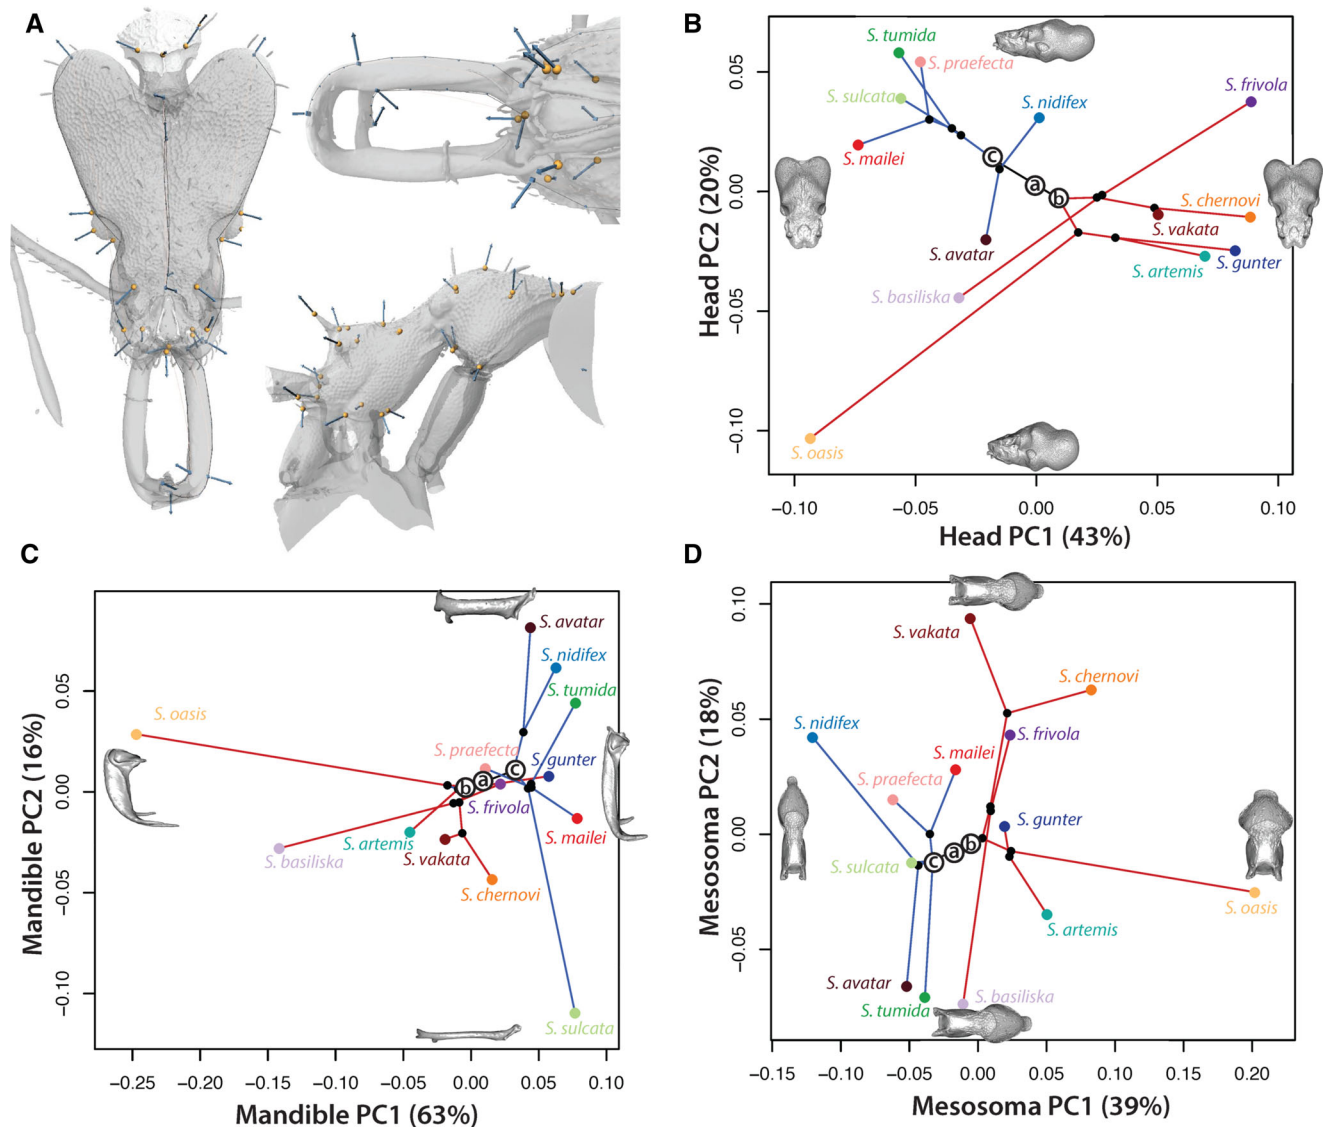 A
B
S. tumida
S. praefecta
S. frivola
S. sulcata
S. nidifex
S. mailei
c
a
b
S. chernovi
S. vakata
S. avatar
S. artemis
S. gunter
S. basiliska
S. oasis
0.05
0.00
−0.05
−0.10
Head PC2 (20%)
−0.10
−0.05
0.00
0.05
0.10
Head PC1 (43%)
C
S. avatar
S. nidifex
S. tumida
S. oasis
S. praefecta
S. gunter
b
a
c
S. frivola
S. mailei
S. artemis
S. basiliska
S. vakata
S. chernovi
S. sulcata
0.05
0.00
−0.05
−0.10
Mandible PC2 (16%)
−0.25
−0.20
−0.15
−0.10
−0.05
0.00
0.05
0.10
Mandible PC1 (63%)
D
S. vakata
S. chernovi
S. nidifex
S. frivola
S. mailei
S. praefecta
S. gunter
S. sulcata
c
a
b
S. oasis
S. artemis
S. avatar
S. basiliska
S. tumida
0.10
0.05
0.00
−0.05
Mesosoma PC2 (18%)
−0.15
−0.10
−0.05
0.00
0.05
0.10
0.15
0.20
Mesosoma PC1 (39%)